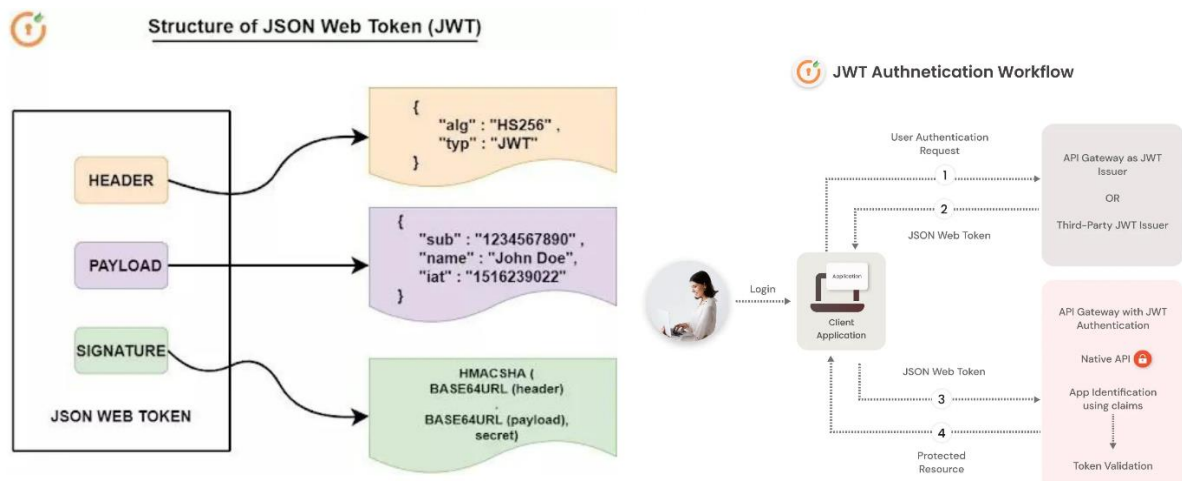 Structure of JSON Web Token (JWT)
HEADER
PAYLOAD
SIGNATURE
JSON WEB TOKEN
{
"alg" : "HS256" ,
"typ" : "JWT"
}
{
"sub" : "1234567890" ,
"name" : "John Doe",
"iat" : "1516239022"
}
HMACSHA (
BASE64URL (header)
.
BASE64URL (payload),
secret)
JWT Authnetication Workflow
User Authentication
Request
1
2
JSON Web Token
API Gateway as JWT
Issuer
OR
Third-Party JWT Issuer
Login
Application
Client
Application
JSON Web Token
3
4
Protected
Resource
API Gateway with JWT
Authentication
Native API
App Identification
using claims
Token Validation